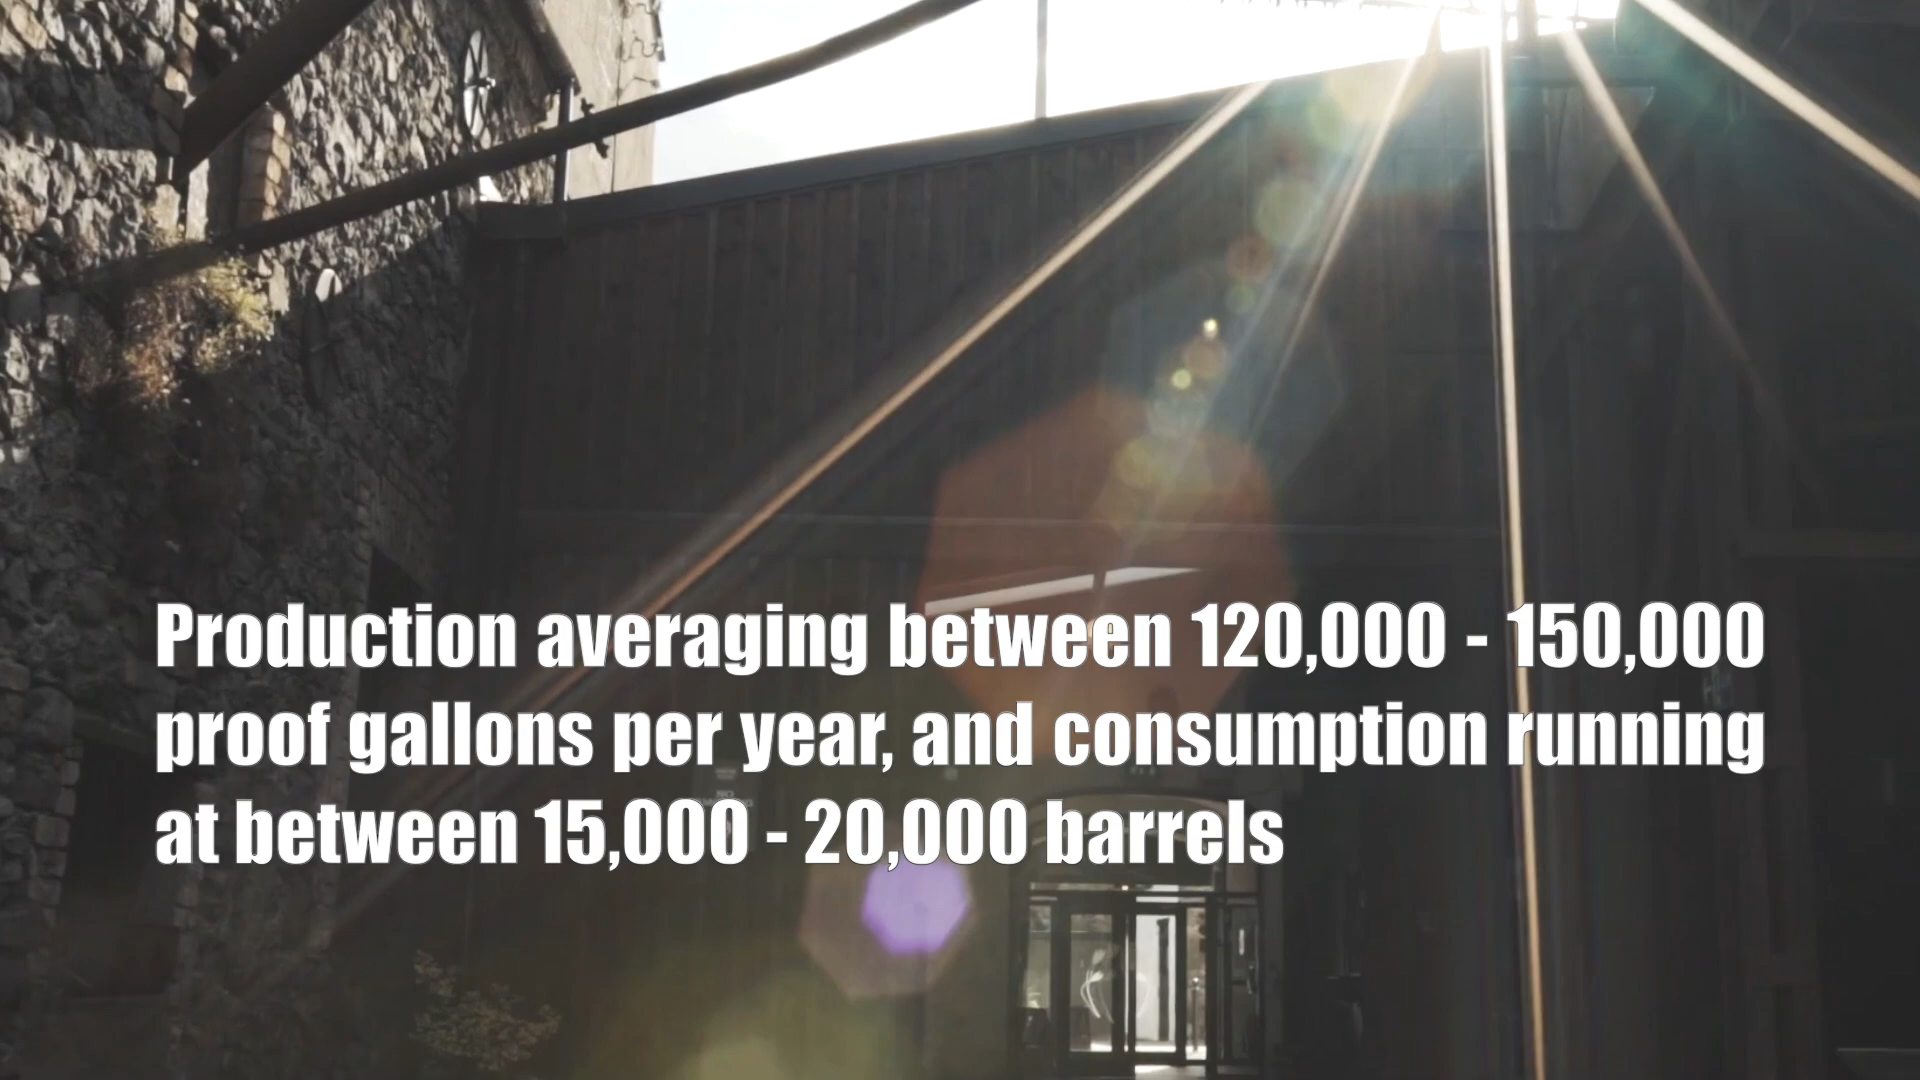 Production averaging between 120,000 - 150,000
proof gallons per year, and consumption running
at between 15,000 - 20,000 barrels
NO